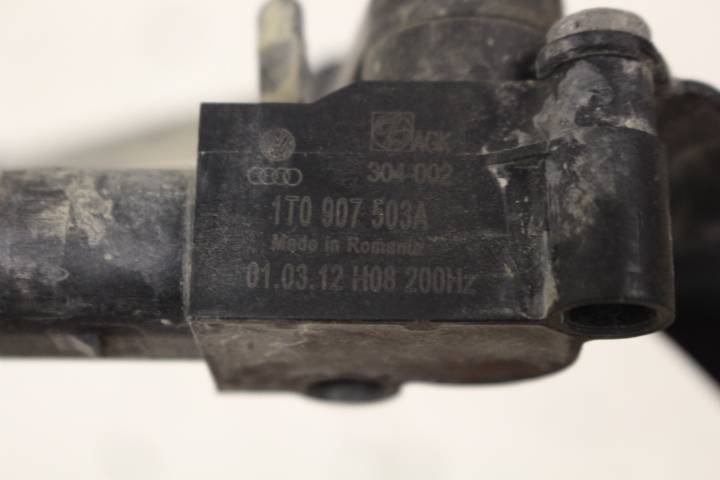 AGK
304 002
1T0 907 503A
Made in Romania
01.03.12 H08 200Hz